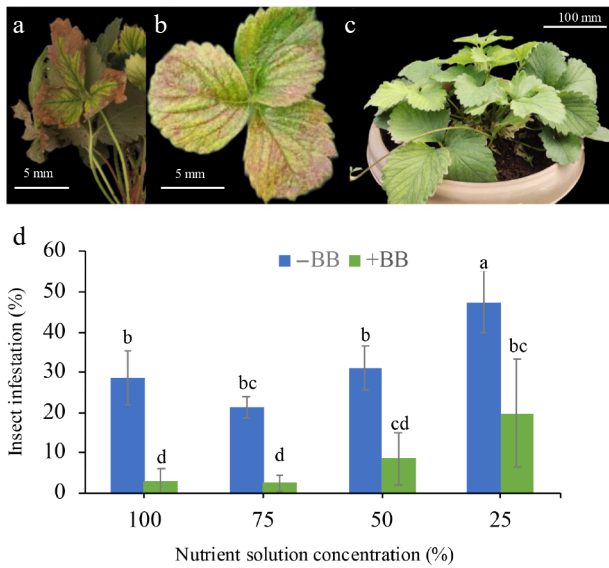 a
b
c
100 mm
5 mm
5 mm
d
Insect infestation (%)
60
50
40
30
20
10
0
–BB +BB
b
d
bc
d
b
cd
a
bc
100 75 50 25
Nutrient solution concentration (%)